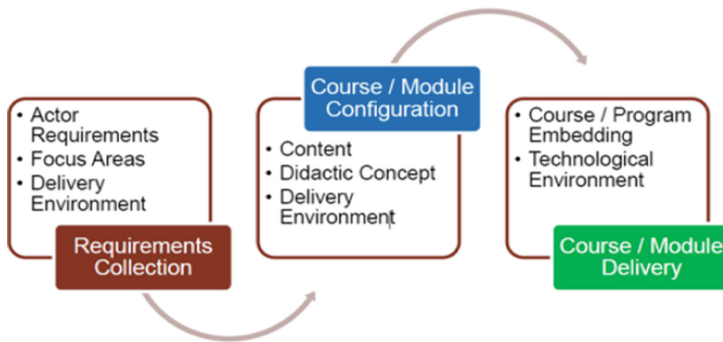 • Actor
Requirements
• Focus Areas
• Delivery
Environment
Requirements
Collection
Course / Module
Configuration
• Content
• Didactic Concept
• Delivery
Environment
• Course / Program
Embedding
• Technological
Environment
Course / Module
Delivery